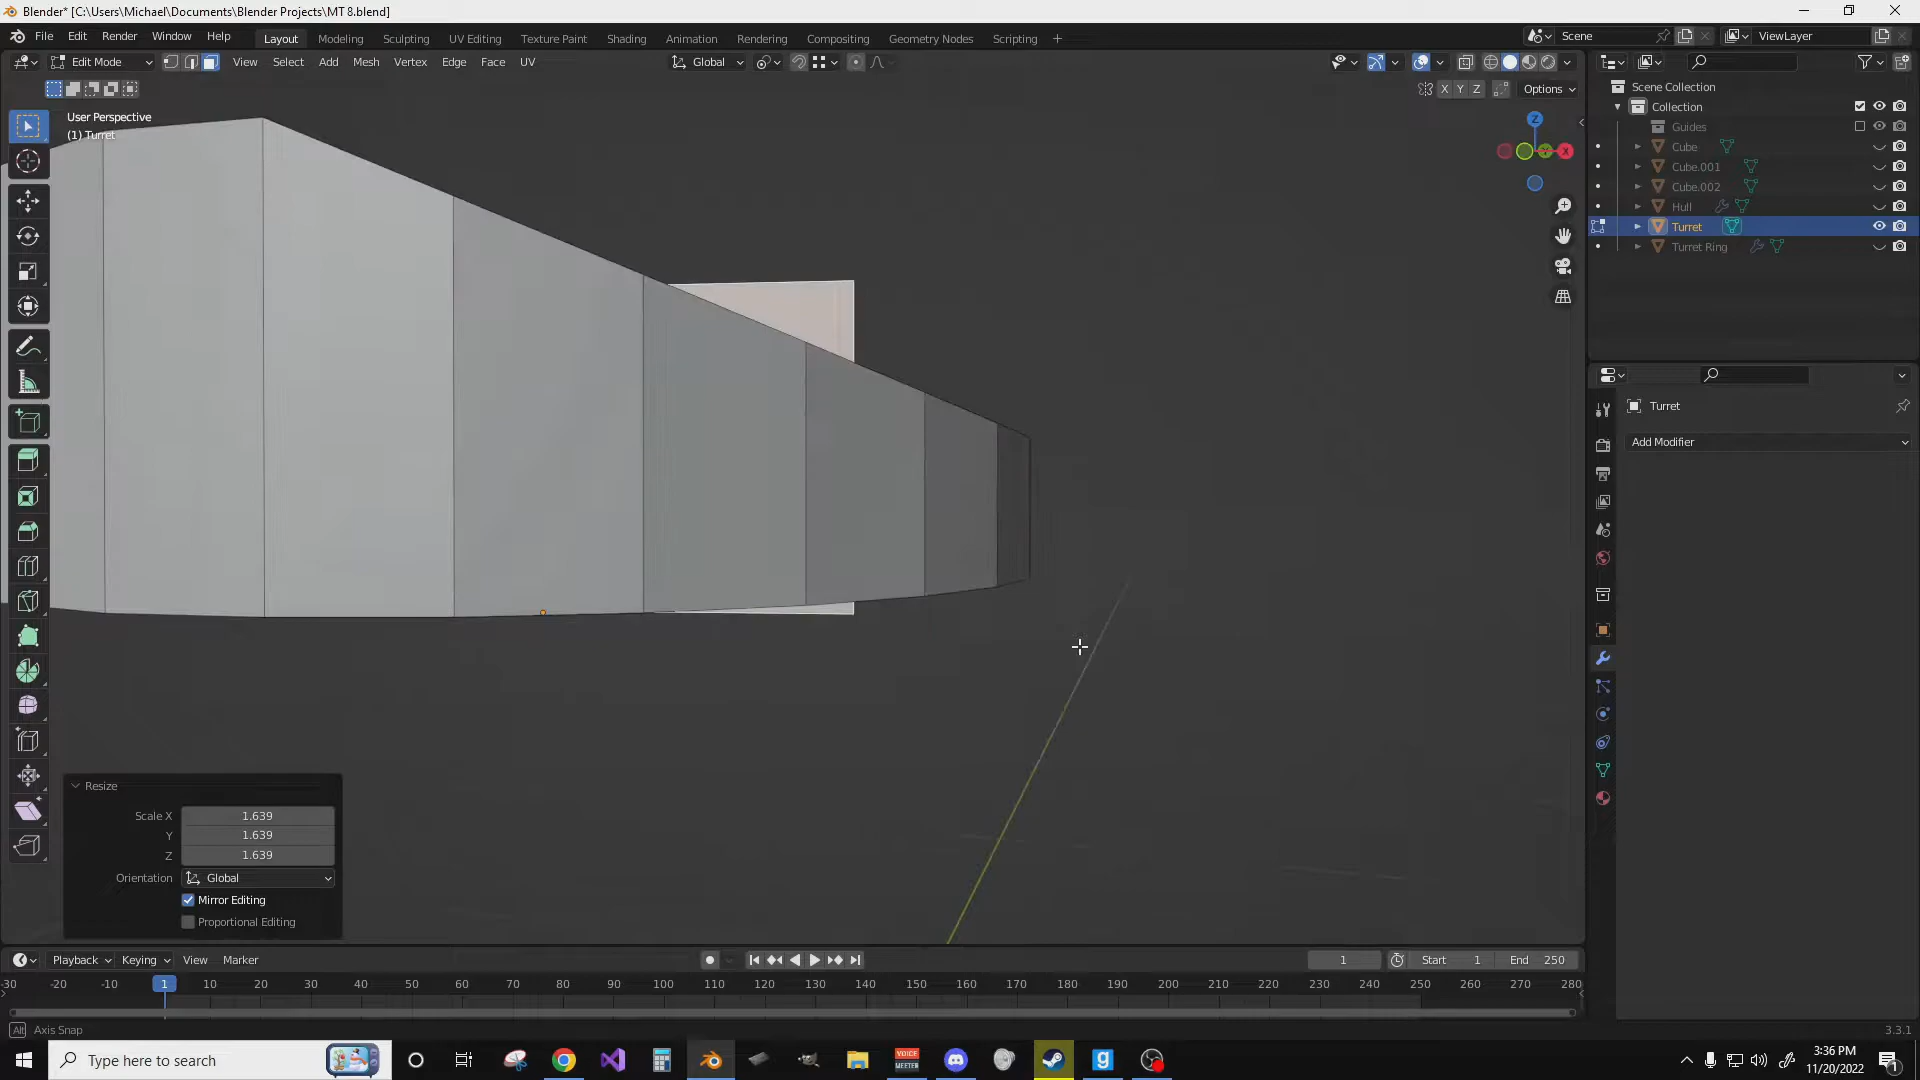 Blender* [C:\Users\Michael\Documents\Blender Projects\MT 8.blend]
File Edit Render Window Help Layout Modeling Sculpting UV Editing Texture Paint Shading Animation Rendering Compositing Geometry Nodes Scripting + Scene ViewLayer
Edit Mode View Select Add Mesh Vertex Edge Face UV Global
X Y Z Options
User Perspective
(1) Turret
Z
X
Scene Collection
Collection
Guides
Cube
Cube.001
Cube.002
Hull
Turret
Turret Ring
Turret
Add Modifier
Resize
Scale X 1.639
Y 1.639
Z 1.639
Orientation Global
Mirror Editing
Proportional Editing
Playback Keying View Marker 1 Start 1 End 250
-30 -20 -10 1 10 20 30 40 50 60 70 80 90 100 110 120 130 140 150 160 170 180 190 200 210 220 230 240 250 260 270 280
Alt Axis Snap 3.3.1
Type here to search
VOICE
MEETER
3:36 PM
11/20/2022
1